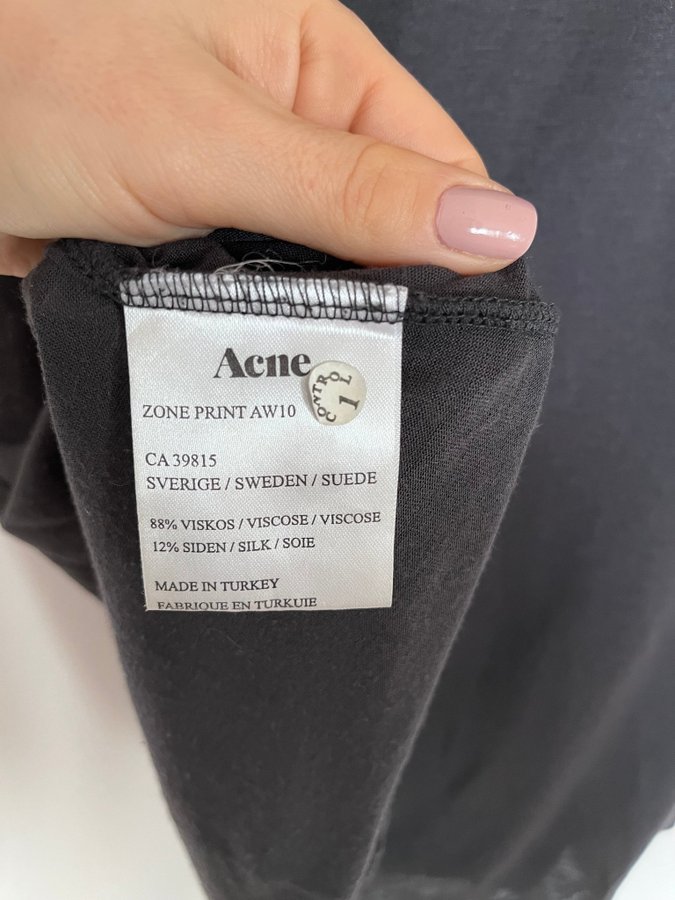 Acne
CONTROL
1
ZONE PRINT AW10
CA 39815
SVERIGE / SWEDEN / SUEDE
88% VISKOS / VISCOSE / VISCOSE
12% SIDEN / SILK / SOIE
MADE IN TURKEY
FABRIQUE EN TURKUIE